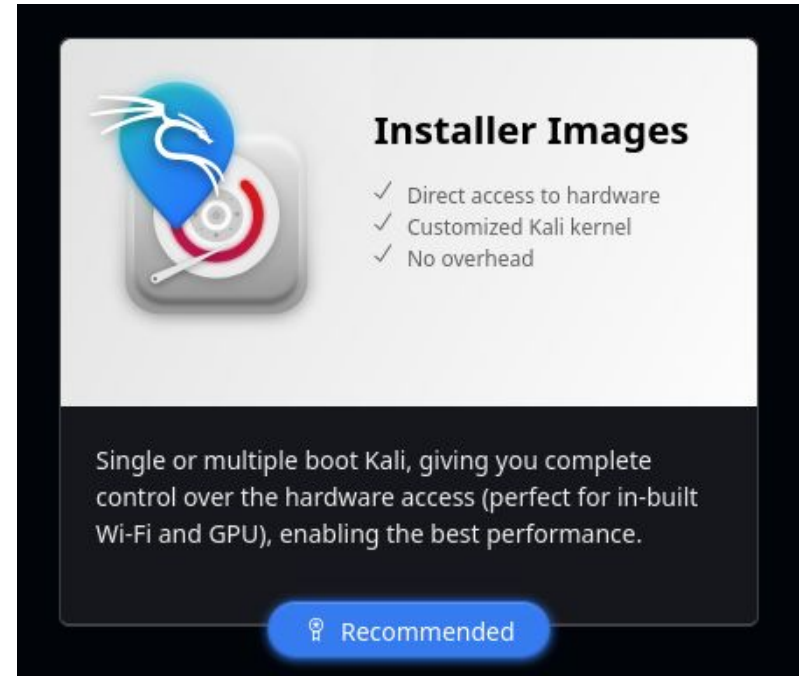 Installer Images
Direct access to hardware
Customized Kali kernel
No overhead
Single or multiple boot Kali, giving you complete
control over the hardware access (perfect for in-built
Wi-Fi and GPU), enabling the best performance.
Recommended